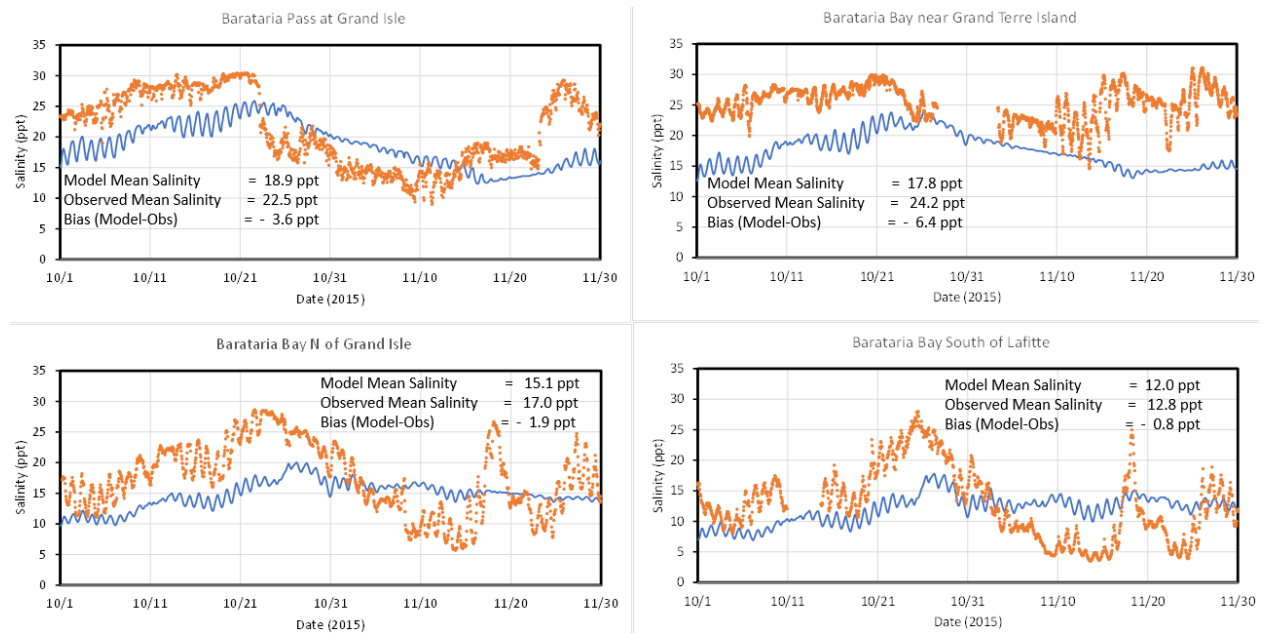 Barataria Pass at Grand Isle
35
30
25
20
15
10
5
0
Salinity (ppt)
Model Mean Salinity = 18.9 ppt
Observed Mean Salinity = 22.5 ppt
Bias (Model-Obs) = - 3.6 ppt
10/1 10/11 10/21 10/31 11/10 11/20 11/30
Date (2015)
Barataria Bay near Grand Terre Island
35
30
25
20
15
10
5
0
Salinity (ppt)
Model Mean Salinity = 17.8 ppt
Observed Mean Salinity = 24.2 ppt
Bias (Model-Obs) = - 6.4 ppt
10/1 10/11 10/21 10/31 11/10 11/20 11/30
Date (2015)
Barataria Bay N of Grand Isle
35
30
25
20
15
10
5
0
Salinity (ppt)
Model Mean Salinity = 15.1 ppt
Observed Mean Salinity = 17.0 ppt
Bias (Model-Obs) = - 1.9 ppt
10/1 10/11 10/21 10/31 11/10 11/20 11/30
Date (2015)
Barataria Bay South of Lafitte
35
30
25
20
15
10
5
0
Salinity (ppt)
Model Mean Salinity = 12.0 ppt
Observed Mean Salinity = 12.8 ppt
Bias (Model-Obs) = - 0.8 ppt
10/1 10/11 10/21 10/31 11/10 11/20 11/30
Date (2015)